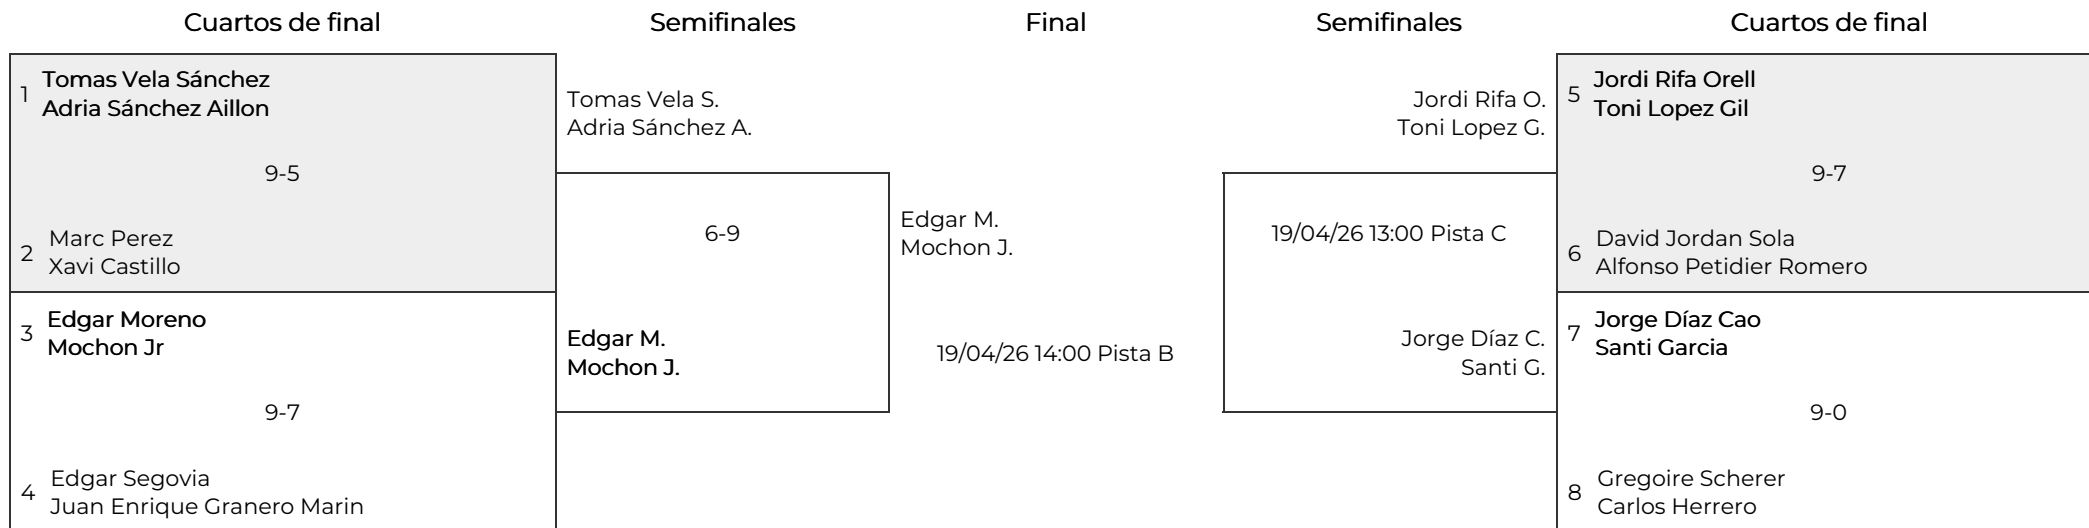 Cuartos de final
Semifinales
Final
Semifinales
Cuartos de final
1
Tomas Vela Sánchez
Adria Sánchez Aillon
9-5
2
Marc Perez
Xavi Castillo
3
Edgar Moreno
Mochon Jr
9-7
4
Edgar Segovia
Juan Enrique Granero Marin
Tomas Vela S.
Adria Sánchez A.
6-9
Edgar M.
Mochon J.
Edgar M.
Mochon J.
19/04/26 14:00 Pista B
Jordi Rifa O.
Toni Lopez G.
19/04/26 13:00 Pista C
Jorge Díaz C.
Santi G.
5
Jordi Rifa Orell
Toni Lopez Gil
9-7
6
David Jordan Sola
Alfonso Petidier Romero
7
Jorge Díaz Cao
Santi Garcia
9-0
8
Gregoire Scherer
Carlos Herrero